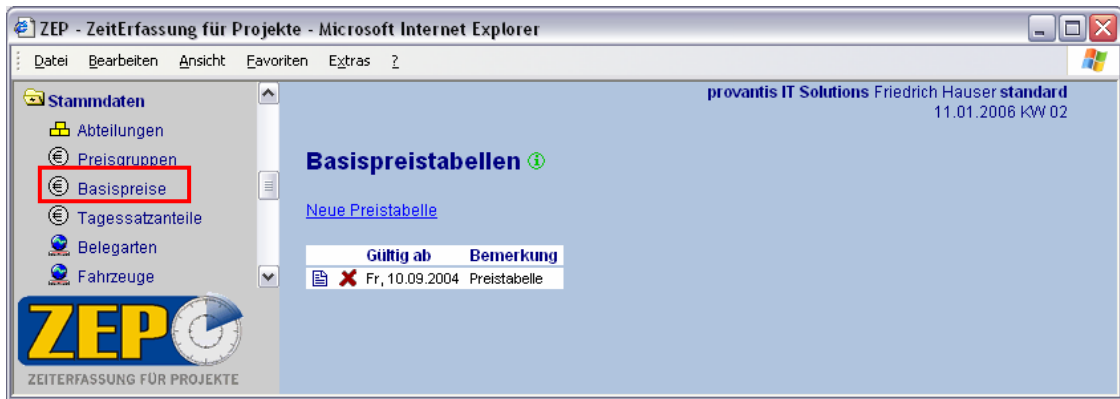 ZEP - ZeitErfassung für Projekte - Microsoft Internet Explorer
Datei Bearbeiten Ansicht Favoriten Extras ?
Stammdaten
Abteilungen
Preisgruppen
Basispreise
Tagessatzanteile
Belegarten
Fahrzeuge
ZEP
ZEITERFASSUNG FÜR PROJEKTE
provantis IT Solutions Friedrich Hauser standard
11.01.2006 KW 02
Basispreistabellen
Neue Preistabelle
Gültig ab Bemerkung
Fr, 10.09.2004 Preistabelle